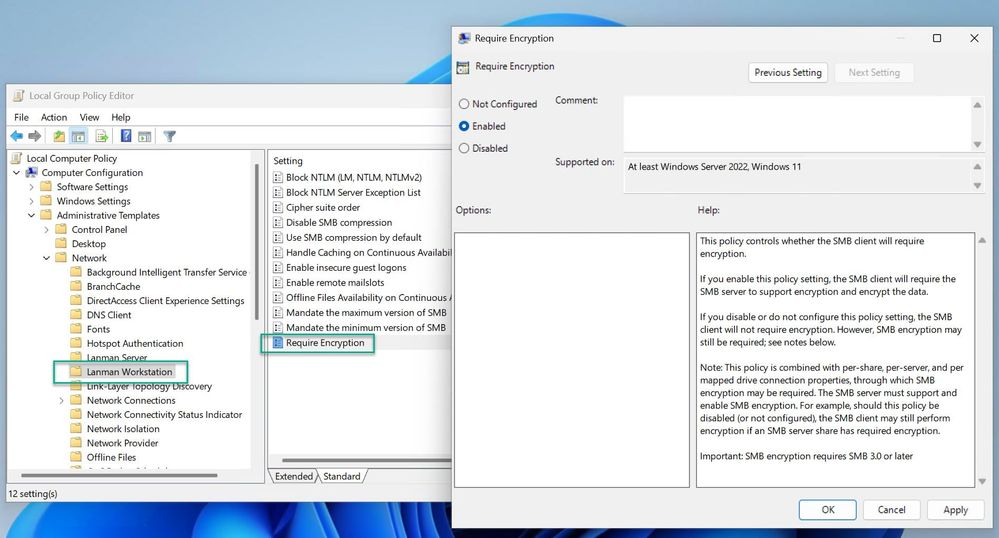 Local Group Policy Editor
File Action View Help
Local Computer Policy
Computer Configuration
Software Settings
Windows Settings
Administrative Templates
Control Panel
Desktop
Network
Background Intelligent Transfer Service
BranchCache
DirectAccess Client Experience Settings
DNS Client
Fonts
Hotspot Authentication
Lanman Server
Lanman Workstation
Link-Layer Topology Discovery
Network Connections
Network Connectivity Status Indicator
Network Isolation
Network Provider
Offline Files
Setting
Block NTLM (LM, NTLM, NTLMv2)
Block NTLM Server Exception List
Cipher suite order
Disable SMB compression
Use SMB compression by default
Handle Caching on Continuous Availabl
Enable insecure guest logons
Enable remote mailslots
Offline Files Availability on Continuous A
Mandate the maximum version of SMB
Mandate the minimum version of SMB
Require Encryption
Extended Standard
12 setting(s)
Require Encryption
Require Encryption
Previous Setting Next Setting
Not Configured
Enabled
Disabled
Comment:
Supported on:
At least Windows Server 2022, Windows 11
Options:
Help:
This policy controls whether the SMB client will require
encryption.
If you enable this policy setting, the SMB client will require the
SMB server to support encryption and encrypt the data.
If you disable or do not configure this policy setting, the SMB
client will not require encryption. However, SMB encryption may
still be required; see notes below.
Note: This policy is combined with per-share, per-server, and per
mapped drive connection properties, through which SMB
encryption may be required. The SMB server must support and
enable SMB encryption. For example, should this policy be
disabled (or not configured), the SMB client may still perform
encryption if an SMB server share has required encryption.
Important: SMB encryption requires SMB 3.0 or later
OK Cancel Apply